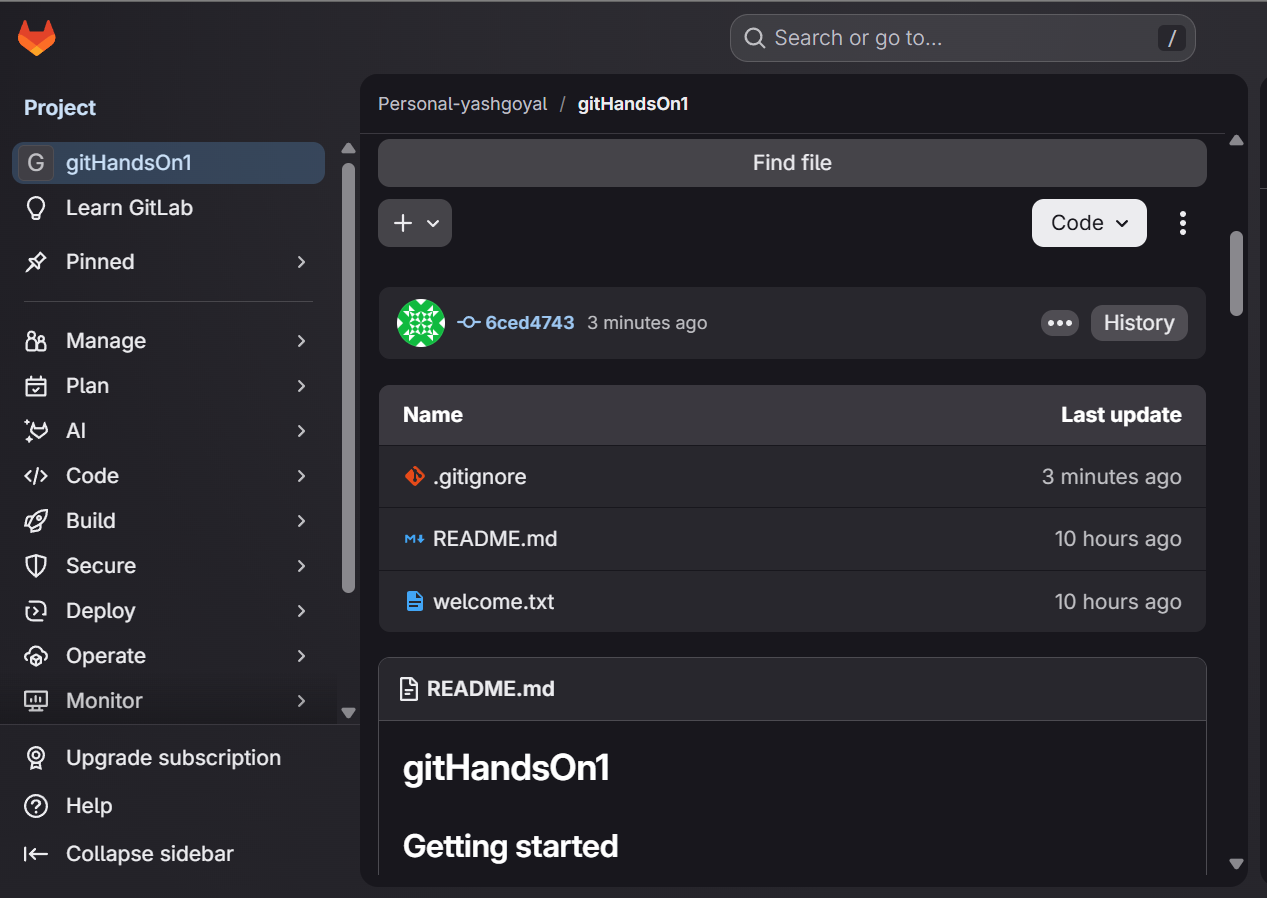 Search or go to... /
Project
G gitHandsOn1
Learn GitLab
Pinned
Manage
Plan
AI
Code
Build
Secure
Deploy
Operate
Monitor
Upgrade subscription
Help
Collapse sidebar
Personal-yashgoyal / gitHandsOn1
Find file
Code
6ced4743 3 minutes ago History
Name Last update
.gitignore 3 minutes ago
README.md 10 hours ago
welcome.txt 10 hours ago
README.md
gitHandsOn1
Getting started